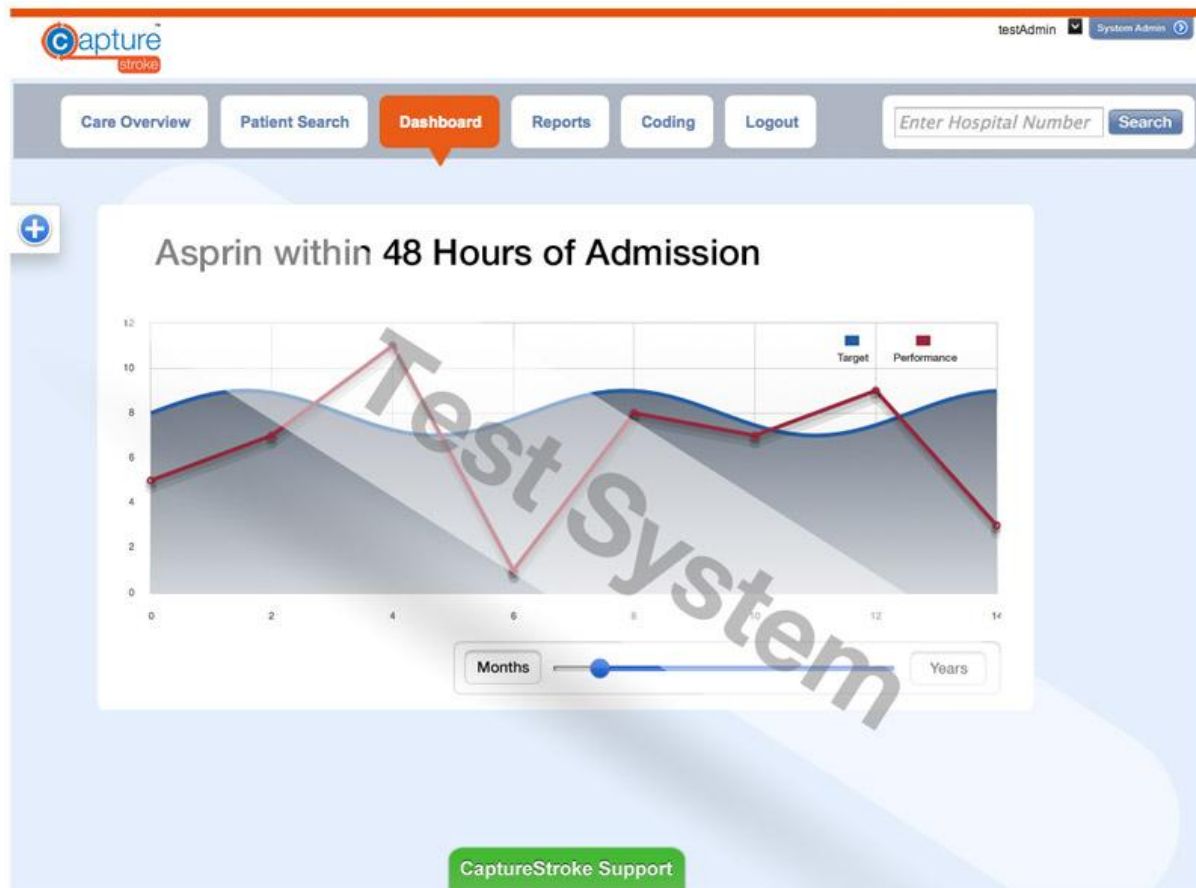 capture™
stroke
testAdmin
System Admin
Care Overview
Patient Search
Dashboard
Reports
Coding
Logout
Enter Hospital Number
Search
Asprin within 48 Hours of Admission
12
10
8
6
4
2
0
Target
Performance
0 2 4 6 8 10 12 14
Test System
Months
Years
CaptureStroke Support